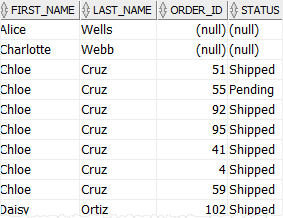 FIRST_NAME LAST_NAME ORDER_ID STATUS
Alice Wells (null) (null)
Charlotte Webb (null) (null)
Chloe Cruz 51 Shipped
Chloe Cruz 55 Pending
Chloe Cruz 92 Shipped
Chloe Cruz 95 Shipped
Chloe Cruz 41 Shipped
Chloe Cruz 4 Shipped
Chloe Cruz 59 Shipped
Daisy Ortiz 102 Shipped